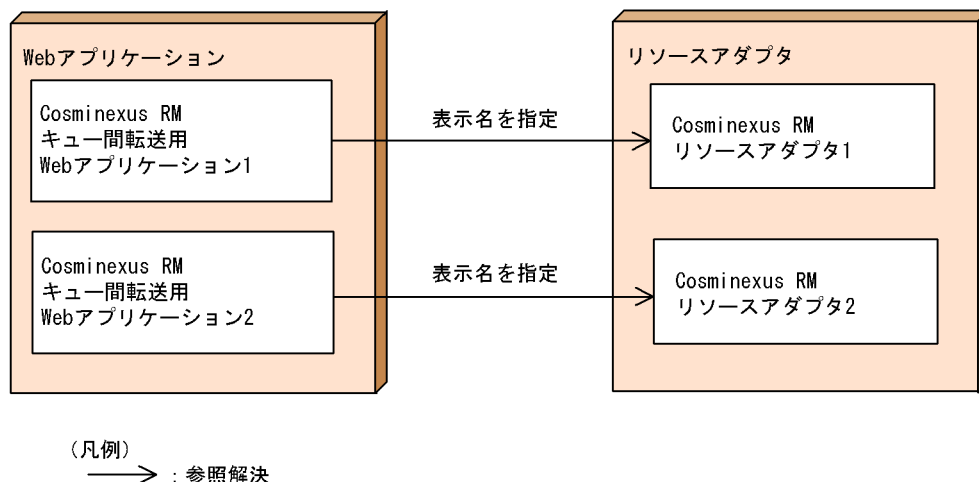 Webアプリケーション
Cosminexus RM
キュー間転送用
Webアプリケーション1
表示名を指定
リソースアダプタ
Cosminexus RM
リソースアダプタ1
Cosminexus RM
キュー間転送用
Webアプリケーション2
表示名を指定
Cosminexus RM
リソースアダプタ2
(凡例)
：参照解決